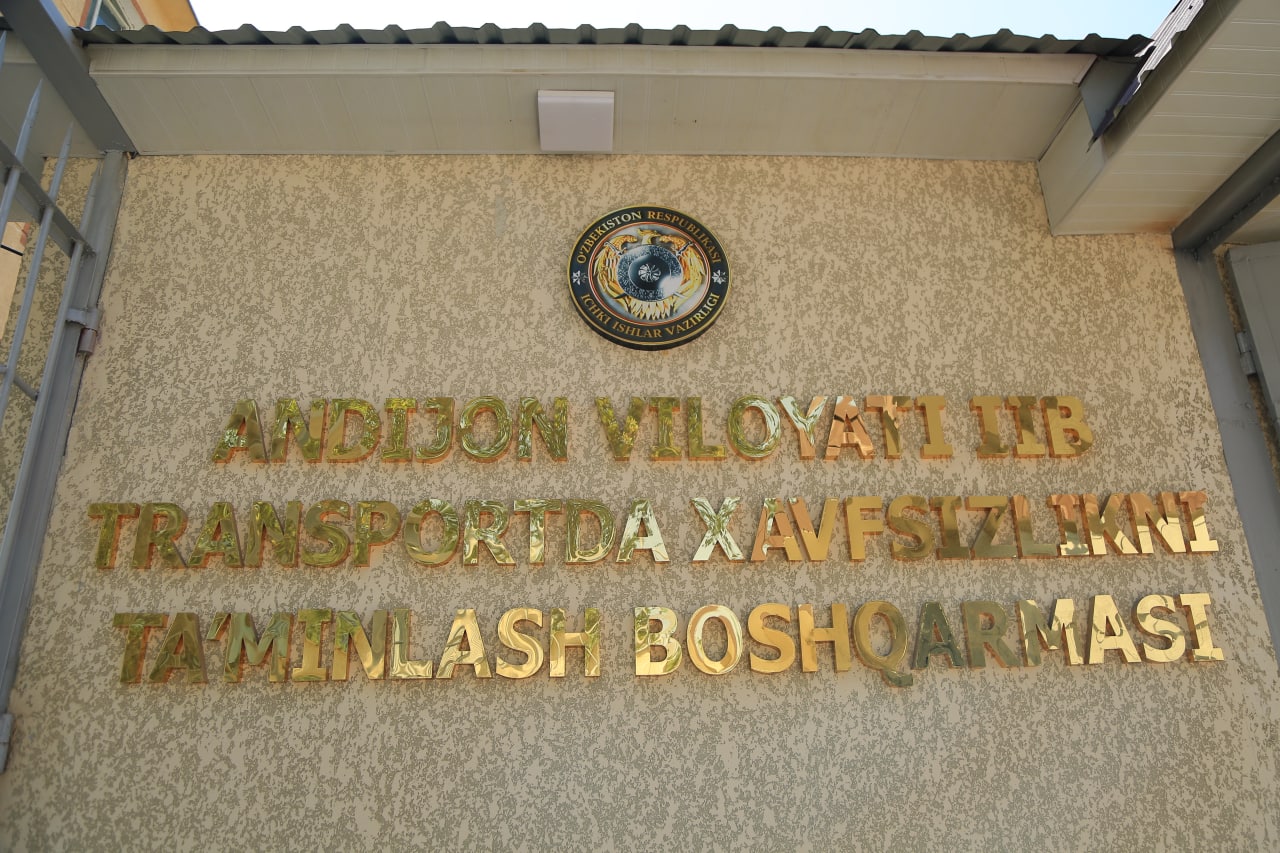 O'ZBEKISTON RESPUBLIKASI
ICHKI ISHLAR VAZIRLIGI
ANDIJON VILOYATI IIB
TRANSPORTDA XAVFSIZLIKNI
TA'MINLASH BOSHQARMASI